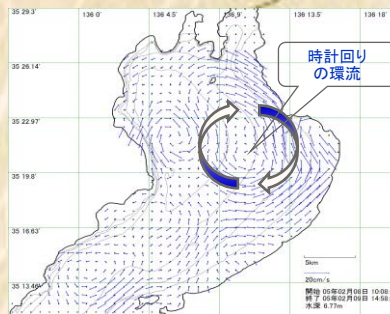 35 29.3'
136 0'
136 4.5'
136 9'
136 13.5'
136 18'
時計回り
の環流
35 26.14
35 22.97
35 19.8'
35 16.63'
35 13.46'
5km
20cm/s
開始 05年02月08日 10:08:
終了 05年02月09日 14:58:
水深 6.77m